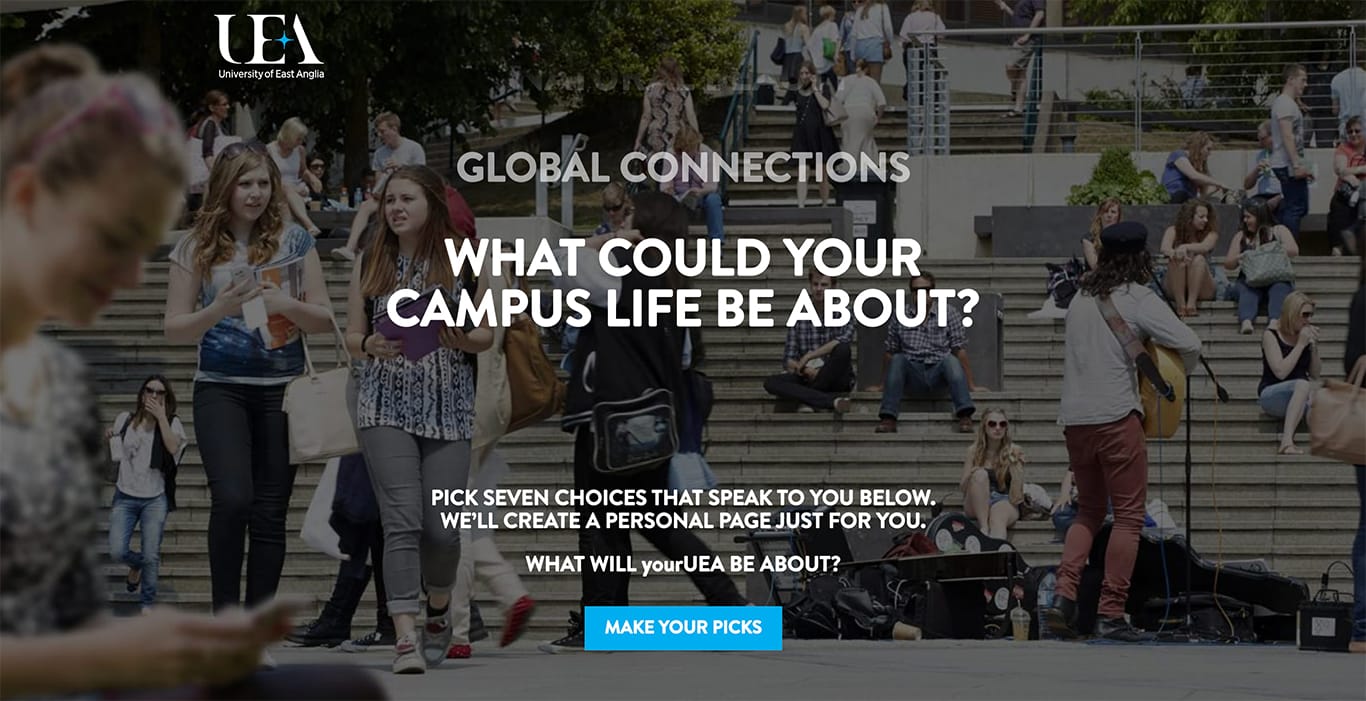 UEA
University of East Anglia
GLOBAL CONNECTIONS
WHAT COULD YOUR
CAMPUS LIFE BE ABOUT?
PICK SEVEN CHOICES THAT SPEAK TO YOU BELOW.
WE'LL CREATE A PERSONAL PAGE JUST FOR YOU.
WHAT WILL yourUEA BE ABOUT?
MAKE YOUR PICKS